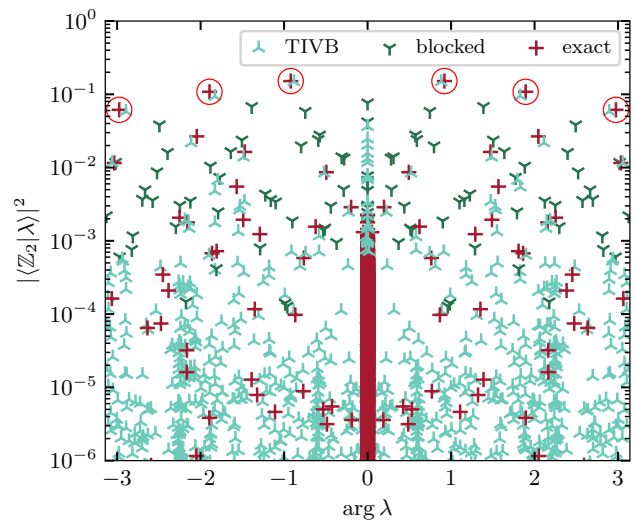 TIVB blocked exact
10^0
10^{-1}
10^{-2}
10^{-3}
10^{-4}
10^{-5}
10^{-6}
|⟨ℤ₂|λ⟩|²
−3 −2 −1 0 1 2 3
arg λ